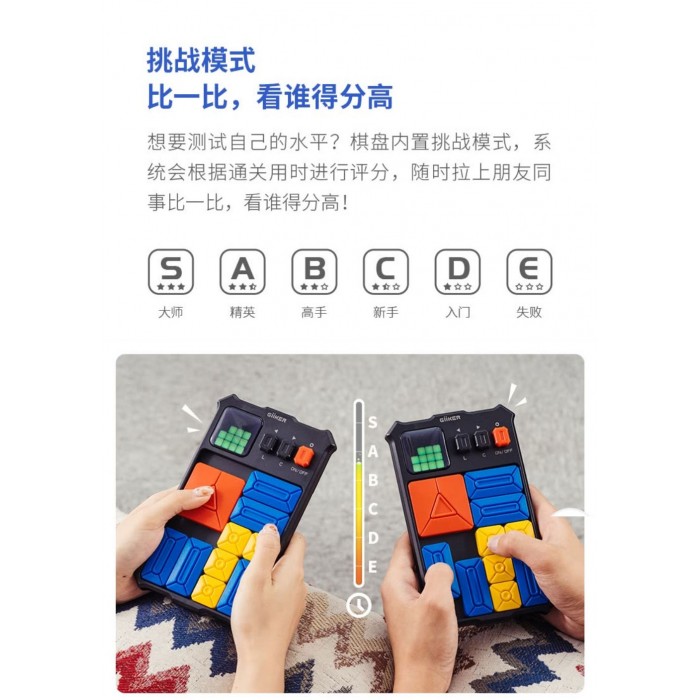 挑战模式
比一比，看谁得分高
想要测试自己的水平？棋盘内置挑战模式，系
统会根据通关用时进行评分，随时拉上朋友同
事比一比，看谁得分高！
S A B C D E
大师 精英 高手 新手 入门 失败
GiiKER
L L ON/OFF
S
A
B
C
D
E
GiiKER
L L ON/OFF